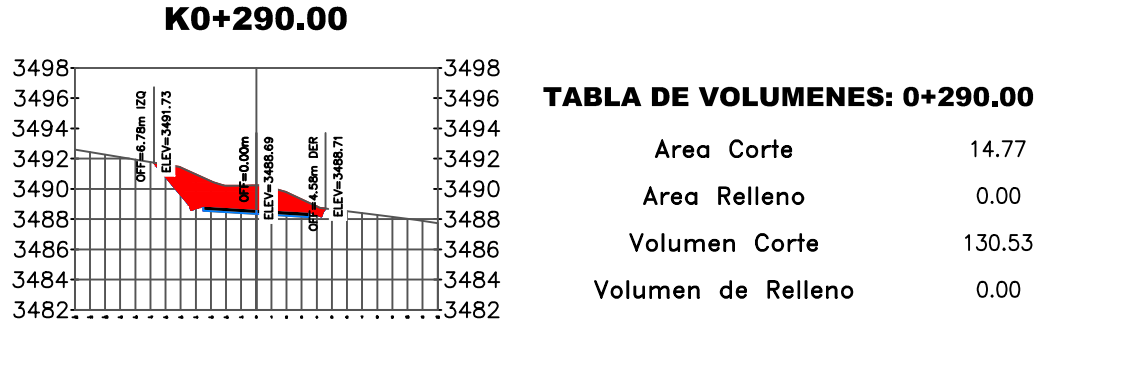 K0+290.00
3498 3498
3496 3496
3494 3494
3492 3492
3490 3490
3488 3488
3486 3486
3484 3484
3482 3482
OFF=6.78m IZQ
ELEV=3491.73
OFF=0.00m
ELEV=3488.69
OFF=4.58m DER
ELEV=3488.71
TABLA DE VOLUMENES: 0+290.00
Area Corte 14.77
Area Relleno 0.00
Volumen Corte 130.53
Volumen de Relleno 0.00